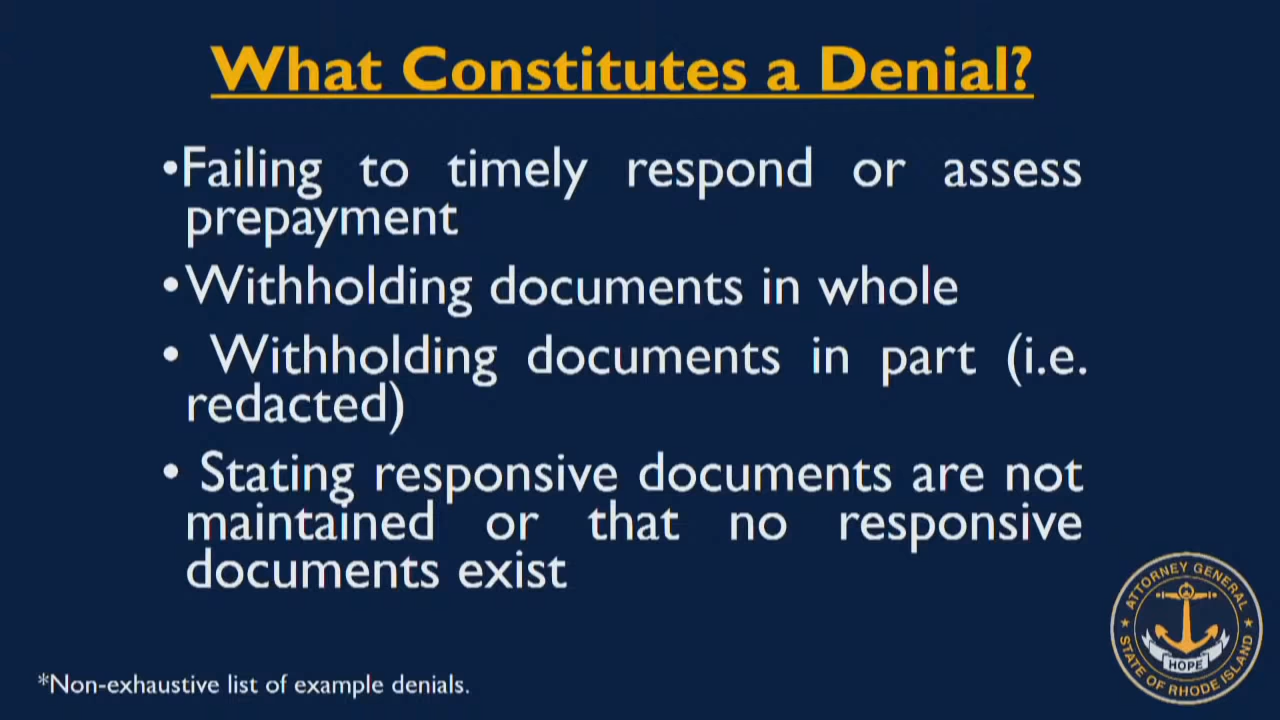 What Constitutes a Denial?
•Failing to timely respond or assess
prepayment
•Withholding documents in whole
• Withholding documents in part (i.e.
redacted)
• Stating responsive documents are not
maintained or that no responsive
documents exist
*Non-exhaustive list of example denials.
ATTORNEY GENERAL
HOPE
STATE OF RHODE ISLAND